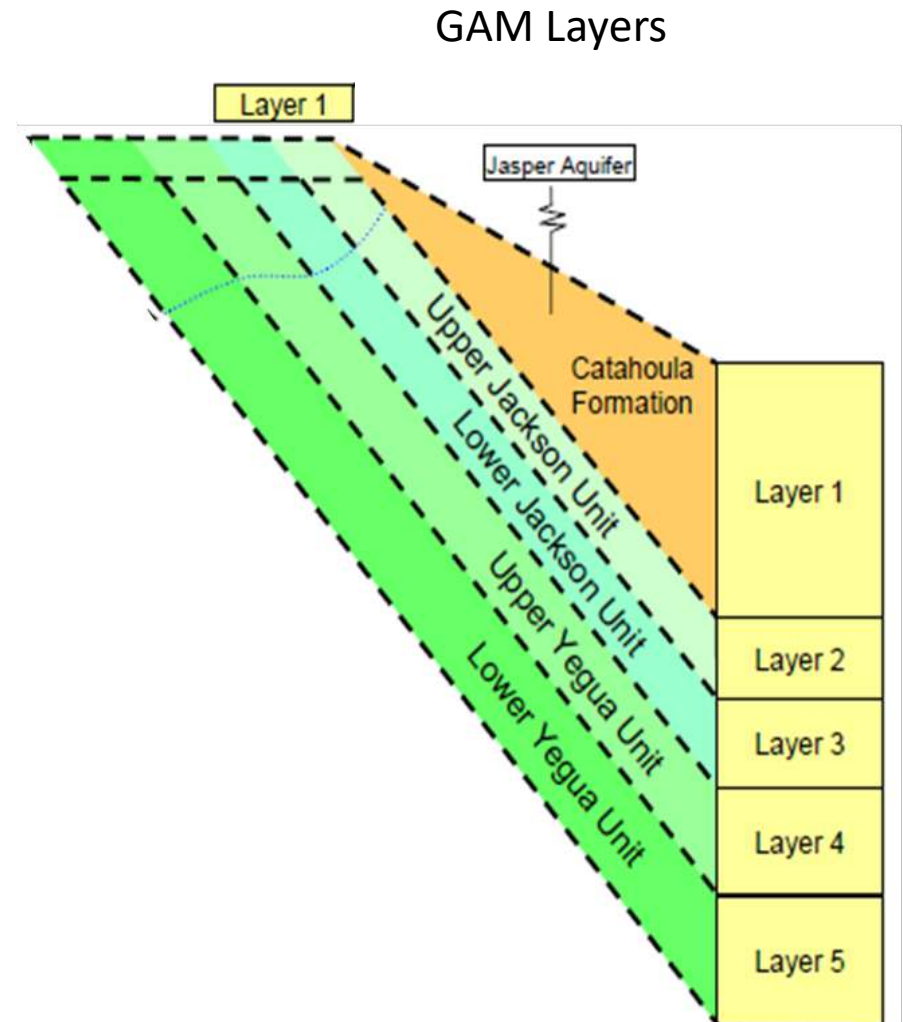 GAM Layers
Layer 1
Jasper Aquifer
Catahoula
Formation
Upper Jackson Unit
Lower Jackson Unit
Upper Yegua Unit
Lower Yegua Unit
Layer 1
Layer 2
Layer 3
Layer 4
Layer 5